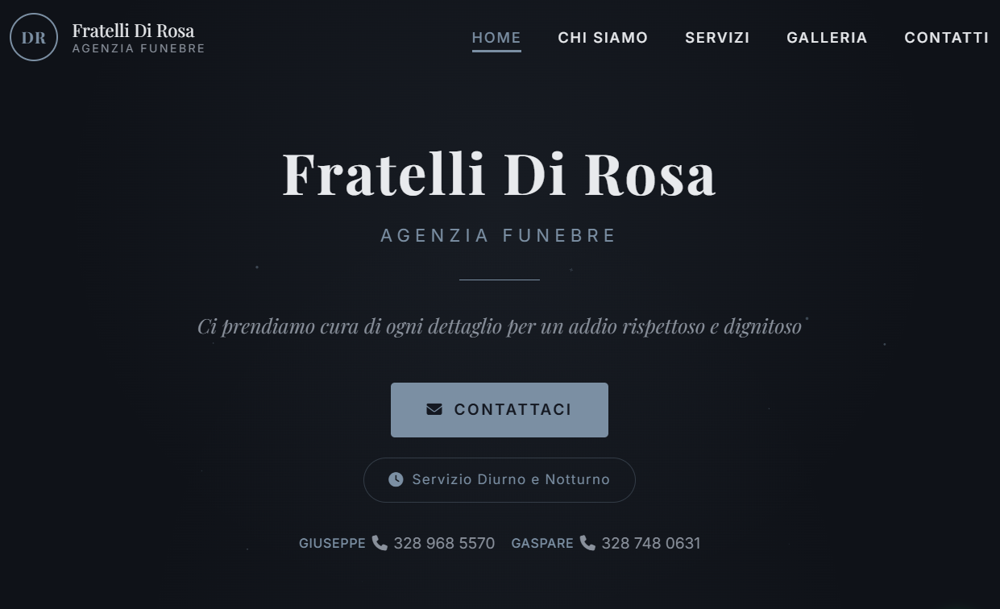 DR
Fratelli Di Rosa
AGENZIA FUNEBRE
HOME CHI SIAMO SERVIZI GALLERIA CONTATTI
Fratelli Di Rosa
AGENZIA FUNEBRE
Ci prendiamo cura di ogni dettaglio per un addio rispettoso e dignitoso
CONTATTACI
Servizio Diurno e Notturno
GIUSEPPE 328 968 5570 GASPARE 328 748 0631